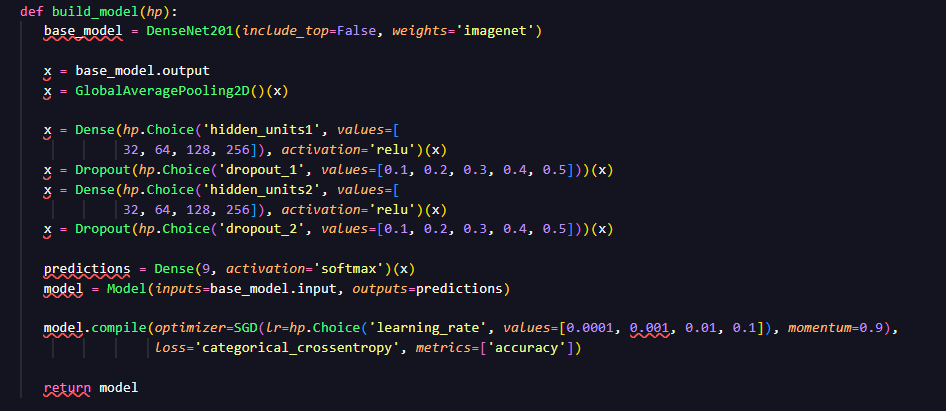 def build_model(hp):
base_model = DenseNet201(include_top=False, weights='imagenet')
x = base_model.output
x = GlobalAveragePooling2D()(x)
x = Dense(hp.Choice('hidden_units1', values=[
32, 64, 128, 256]), activation='relu')(x)
x = Dropout(hp.Choice('dropout_1', values=[0.1, 0.2, 0.3, 0.4, 0.5]))(x)
x = Dense(hp.Choice('hidden_units2', values=[
32, 64, 128, 256]), activation='relu')(x)
x = Dropout(hp.Choice('dropout_2', values=[0.1, 0.2, 0.3, 0.4, 0.5]))(x)
predictions = Dense(9, activation='softmax')(x)
model = Model(inputs=base_model.input, outputs=predictions)
model.compile(optimizer=SGD(lr=hp.Choice('learning_rate', values=[0.0001, 0.001, 0.01, 0.1]), momentum=0.9),
loss='categorical_crossentropy', metrics=['accuracy'])
return model